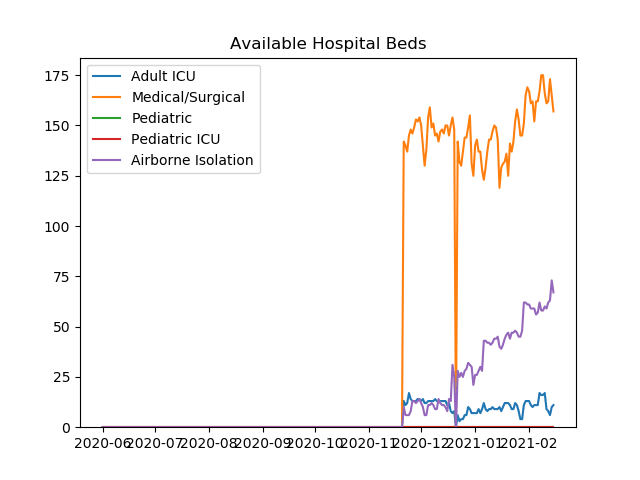 Available Hospital Beds
Adult ICU
Medical/Surgical
Pediatric
Pediatric ICU
Airborne Isolation
175
150
125
100
75
50
25
0
2020-06
2020-07
2020-08
2020-09
2020-10
2020-11
2020-12
2021-01
2021-02